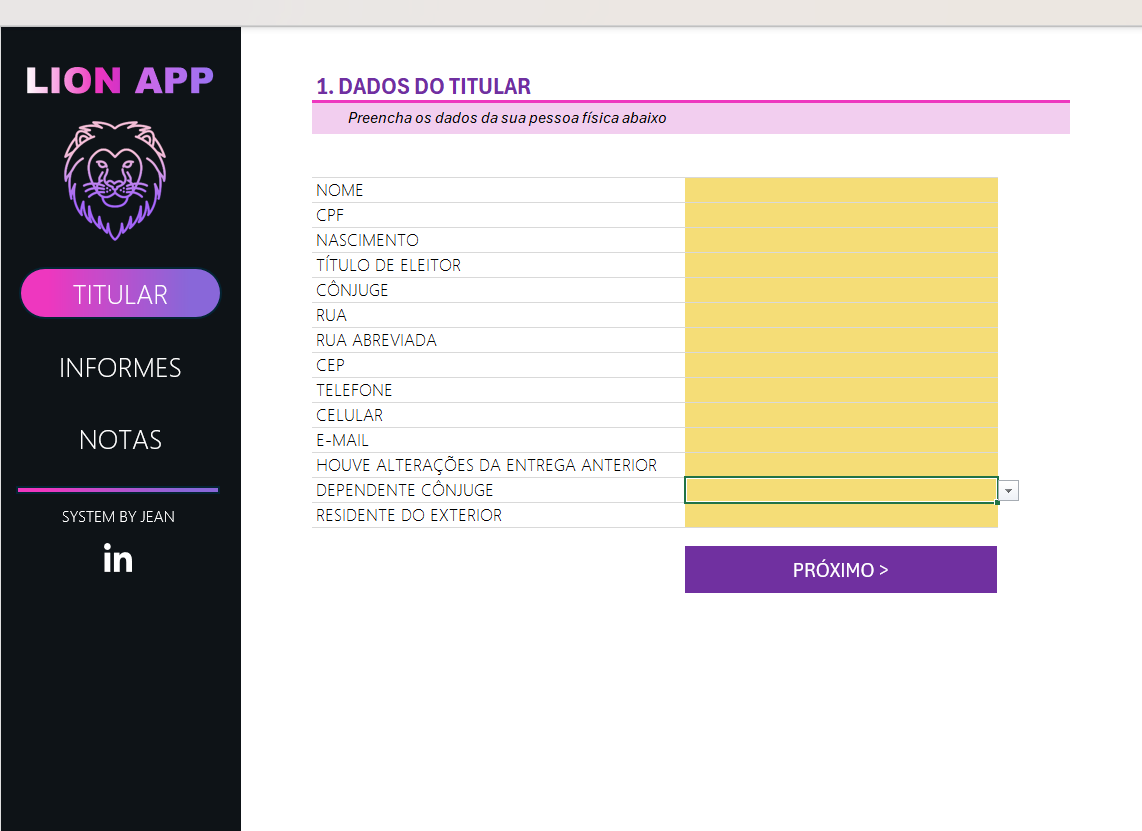 LION APP
TITULAR
INFORMES
NOTAS
SYSTEM BY JEAN
in
1. DADOS DO TITULAR
Preencha os dados da sua pessoa física abaixo
NOME
CPF
NASCIMENTO
TÍTULO DE ELEITOR
CÔNJUGE
RUA
RUA ABREVIADA
CEP
TELEFONE
CELULAR
E-MAIL
HOUVE ALTERAÇÕES DA ENTREGA ANTERIOR
DEPENDENTE CÔNJUGE
RESIDENTE DO EXTERIOR
PRÓXIMO >